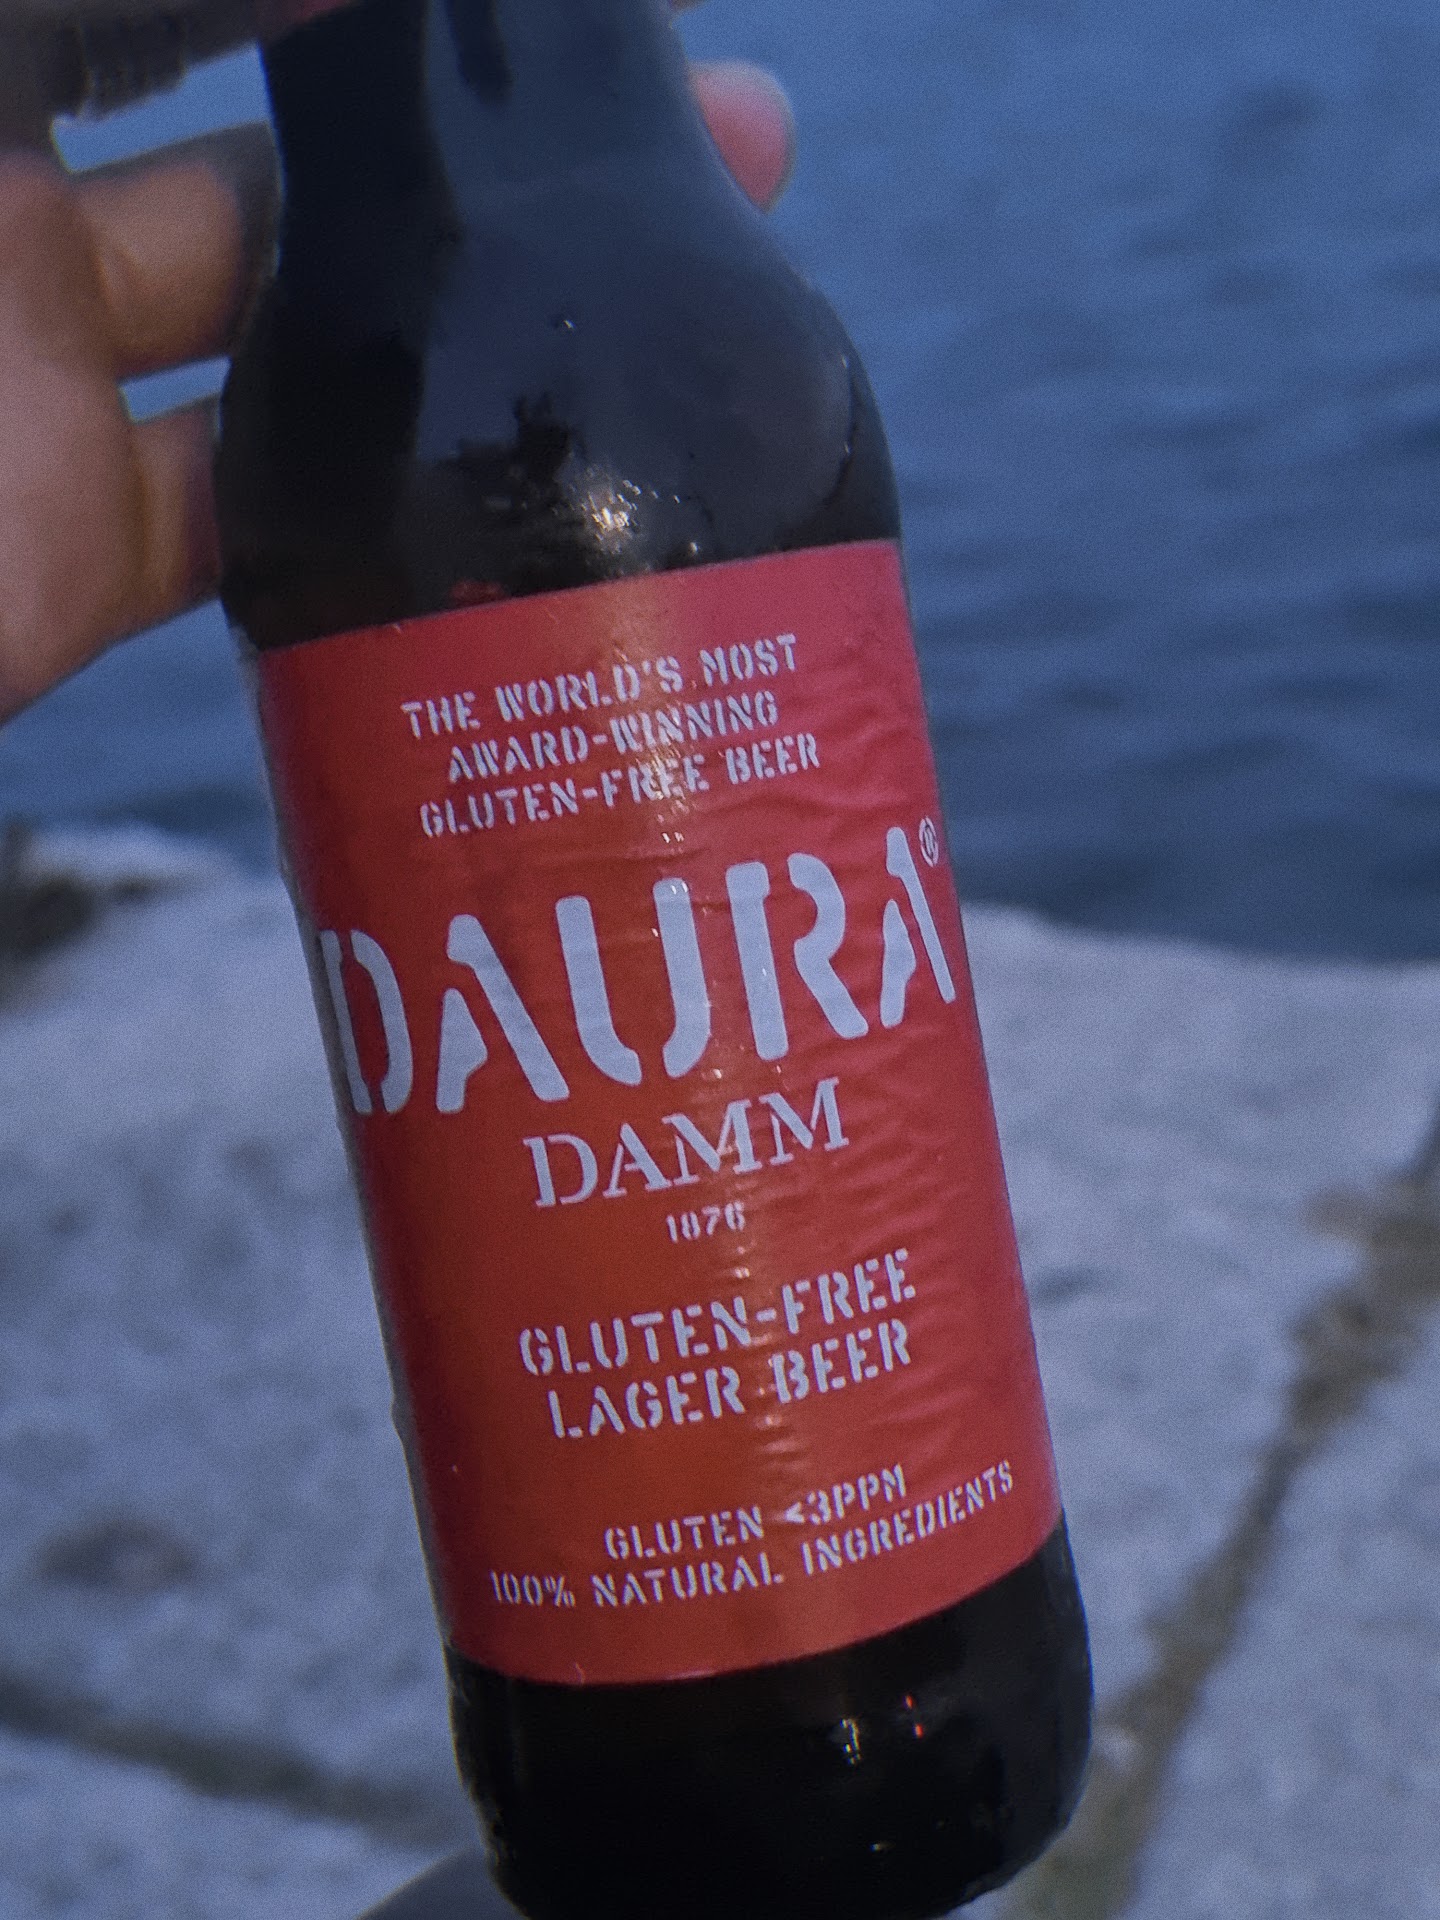 THE WORLD'S MOST
AWARD-WINNING
GLUTEN-FREE BEER
DAURA®
DAMM
1876
GLUTEN-FREE
LAGER BEER
GLUTEN <3PPM
100% NATURAL INGREDIENTS